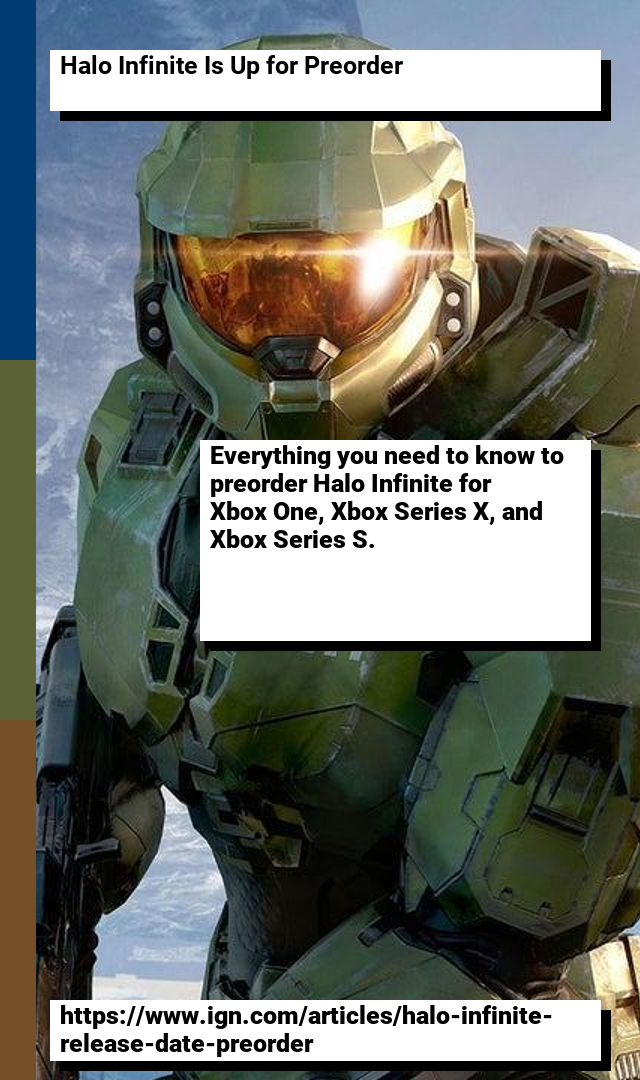 Halo Infinite Is Up for Preorder
Everything you need to know to
preorder Halo Infinite for
Xbox One, Xbox Series X, and
Xbox Series S.
https://www.ign.com/articles/halo-infinite-
release-date-preorder